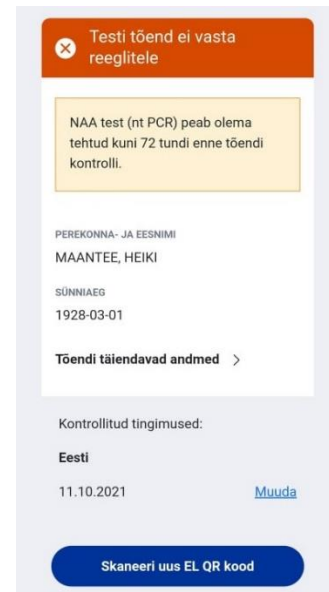 Testi tõend ei vasta
reeglitele
NAA test (nt PCR) peab olema
tehtud kuni 72 tundi enne tõendi
kontrolli.
PEREKONNA- JA EESNIMI
MAANTEE, HEIKI
SÜNNIAEG
1928-03-01
Tõendi täiendavad andmed
Kontrollitud tingimused:
Eesti
11.10.2021 Muuda
Skaneeri uus EL QR kood